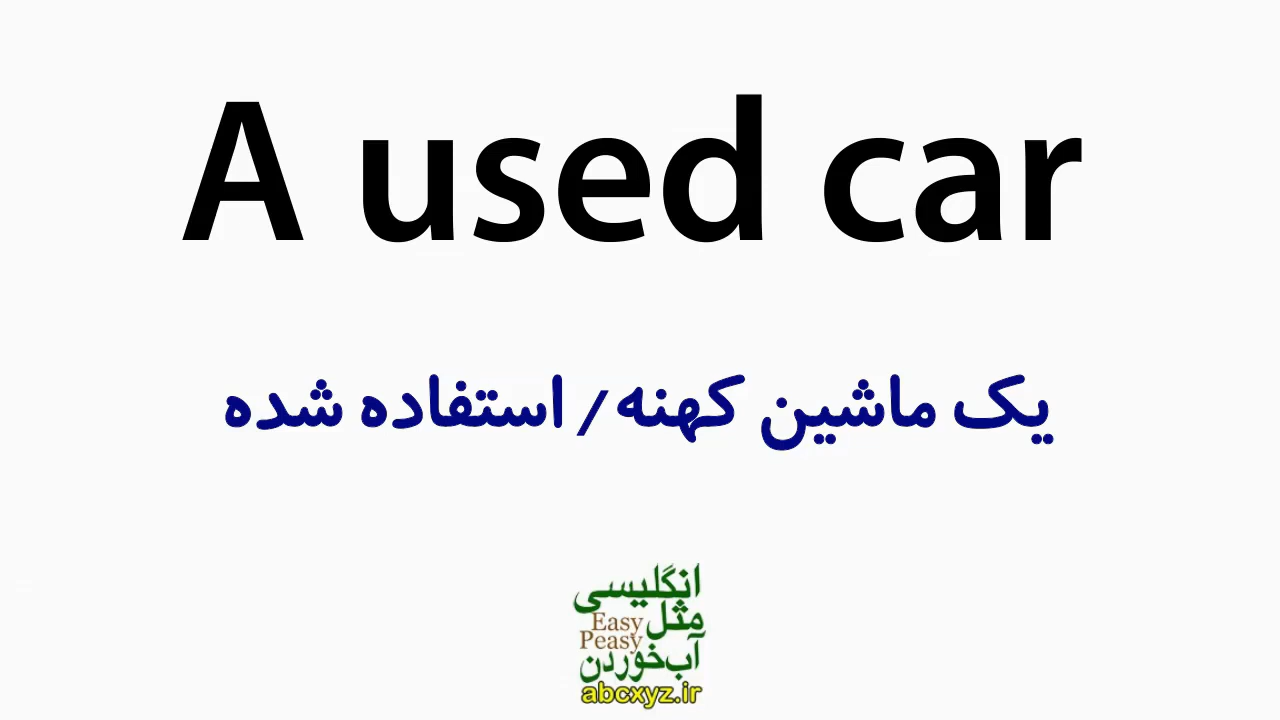 A used car
یک ماشین کهنه/ استفاده شده
انگلیسی
مثل
Easy
Peasy
آب‌خوردن
abcxyz.ir